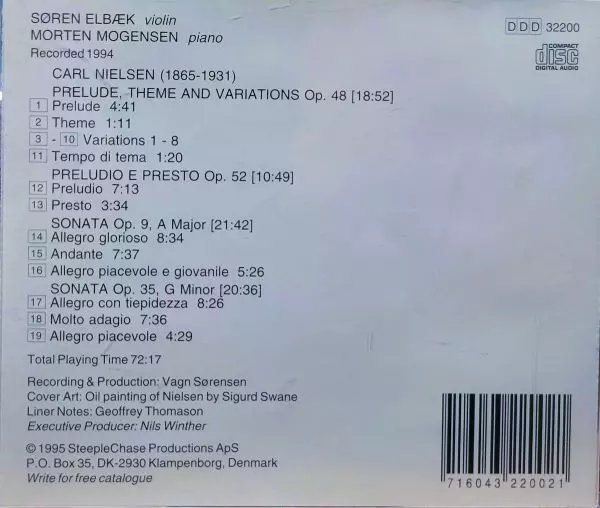 SØREN ELBÆK violin
MORTEN MOGENSEN piano
Recorded 1994
DDD 32200
COMPACT
disc
DIGITAL AUDIO
CARL NIELSEN (1865-1931)
PRELUDE, THEME AND VARIATIONS Op. 48 [18:52]
1 Prelude 4:41
2 Theme 1:11
3 - 10 Variations 1 - 8
11 Tempo di tema 1:20
PRELUDIO E PRESTO Op. 52 [10:49]
12 Preludio 7:13
13 Presto 3:34
SONATA Op. 9, A Major [21:42]
14 Allegro glorioso 8:34
15 Andante 7:37
16 Allegro piacevole e giovanile 5:26
SONATA Op. 35, G Minor [20:36]
17 Allegro con tiepidezza 8:26
18 Molto adagio 7:36
19 Allegro piacevole 4:29
Total Playing Time 72:17
Recording & Production: Vagn Sørensen
Cover Art: Oil painting of Nielsen by Sigurd Swane
Liner Notes: Geoffrey Thomason
Executive Producer: Nils Winther
© 1995 SteepleChase Productions ApS
P.O. Box 35, DK-2930 Klampenborg, Denmark
Write for free catalogue
716043 220021